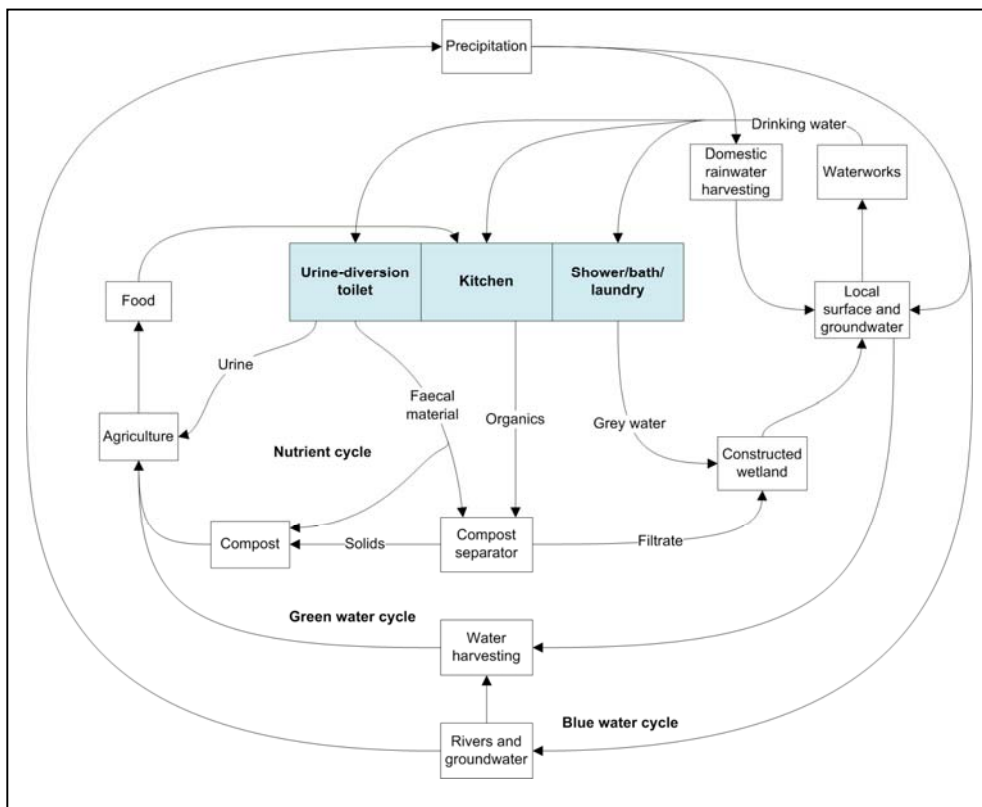 Precipitation
Drinking water
Domestic
rainwater
harvesting
Waterworks
Urine-diversion
toilet
Kitchen
Shower/bath/
laundry
Food
Local
surface and
groundwater
Urine
Faecal
material
Organics
Grey water
Agriculture
Nutrient cycle
Constructed
wetland
Compost
Solids
Compost
separator
Filtrate
Green water cycle
Water
harvesting
Blue water cycle
Rivers and
groundwater